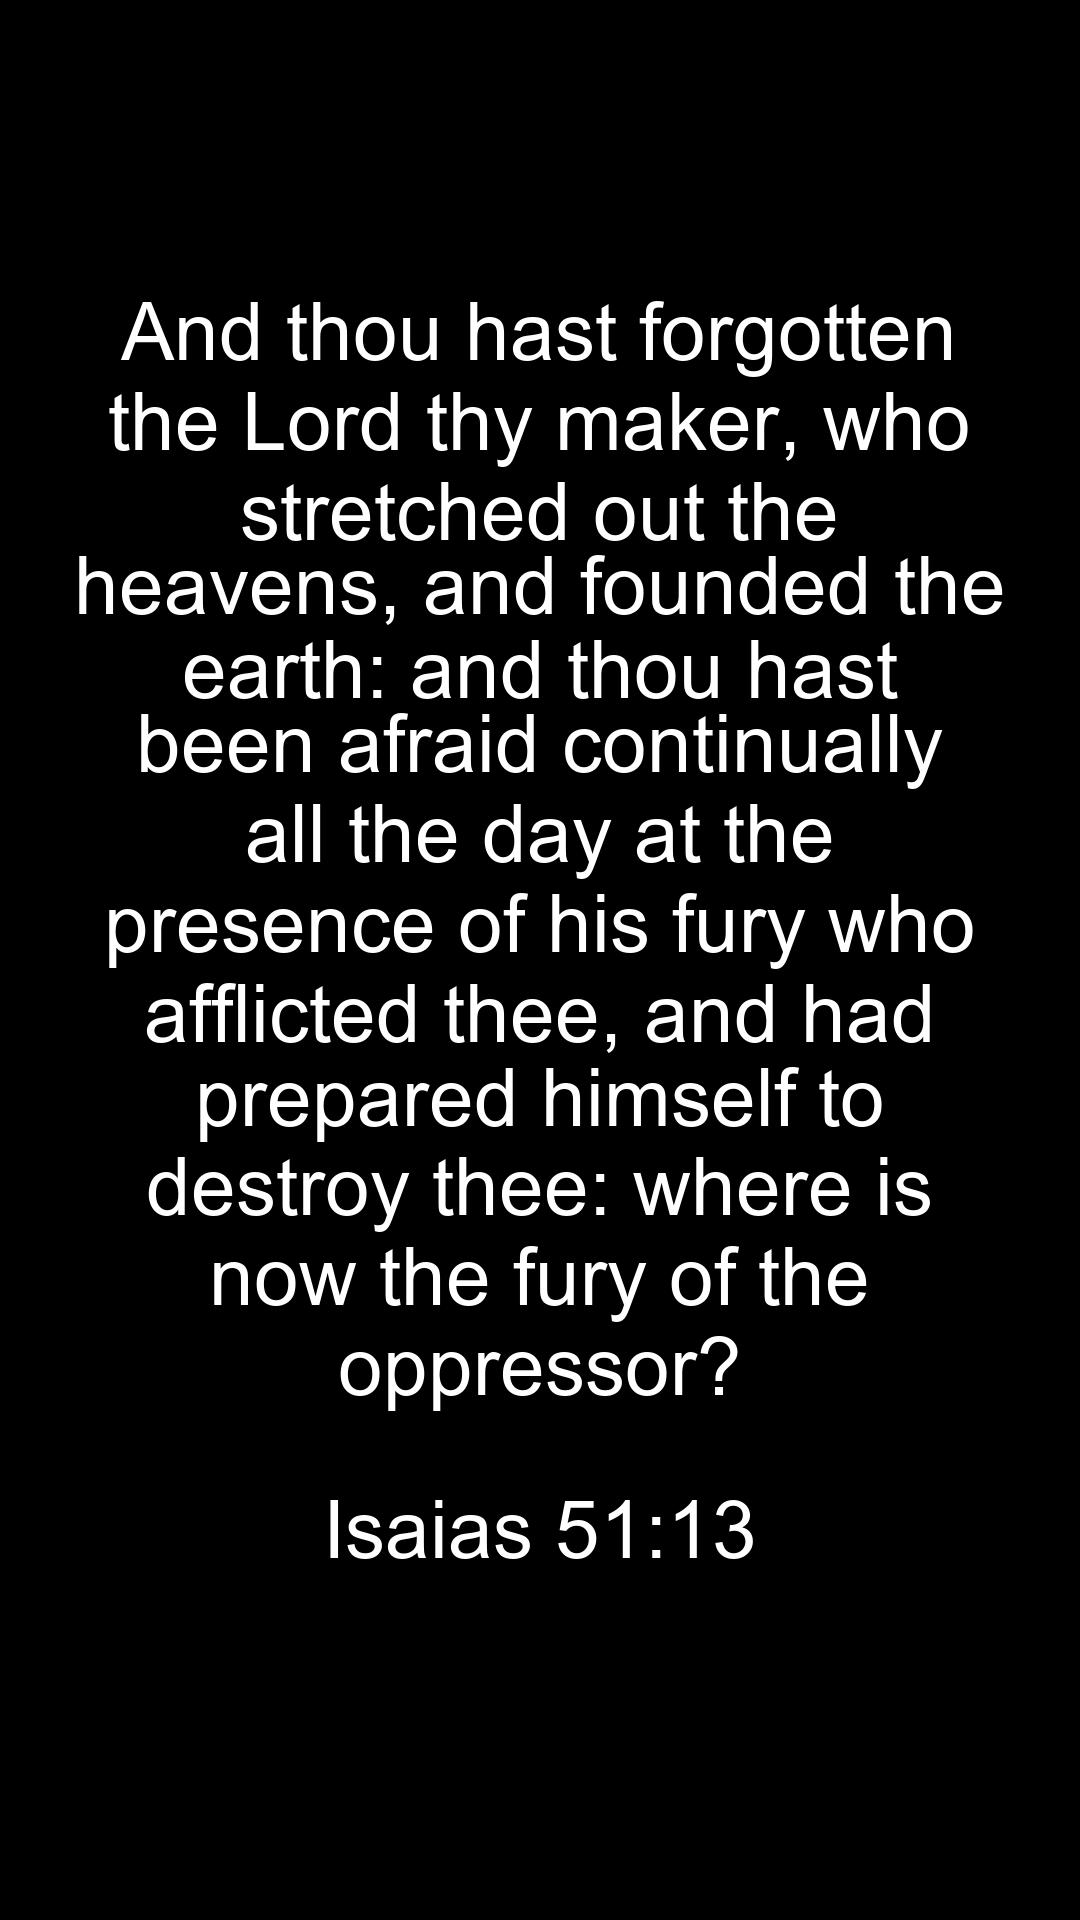 And thou hast forgotten
the Lord thy maker, who
stretched out the
heavens, and founded the
earth: and thou hast
been afraid continually
all the day at the
presence of his fury who
afflicted thee, and had
prepared himself to
destroy thee: where is
now the fury of the
oppressor?
Isaias 51:13